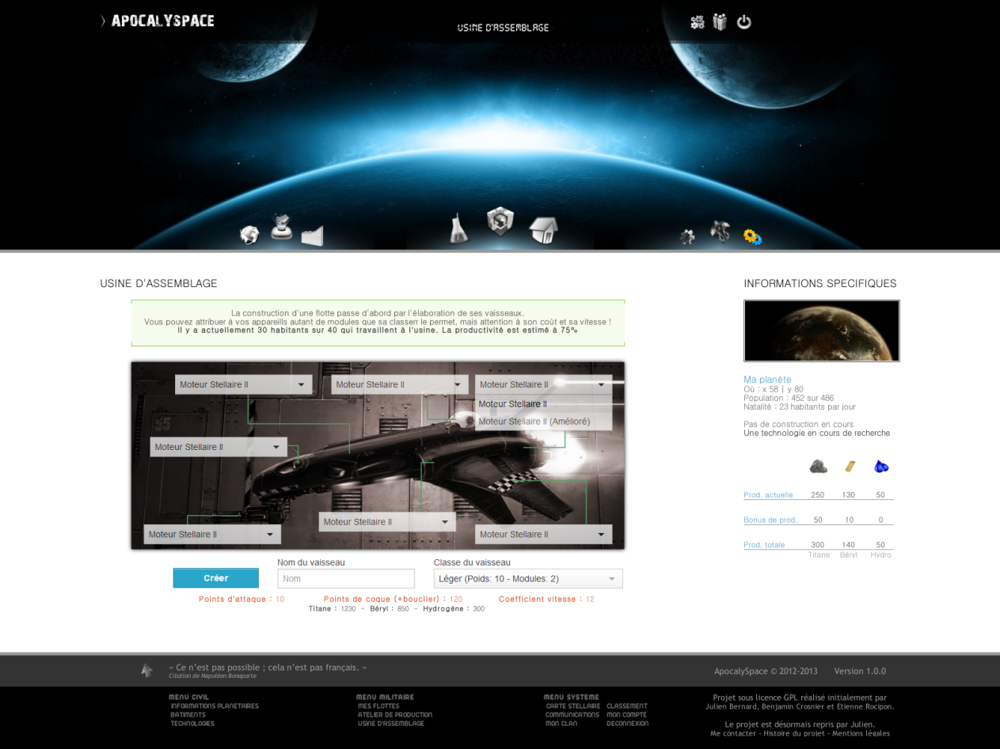 APOCALYSPACE
USINE D'ASSEMBLAGE
USINE D'ASSEMBLAGE
La construction d'une flotte passe d'abord par l'élaboration de ses vaisseaux.
Vous pouvez attribuer à vos appareils autant de modules que sa classerr le permet, mais attention à son coût et sa vitesse !
Il y a actuellement 30 habitants sur 40 qui travaillent à l'usine. La productivité est estimé à 75%
Moteur Stellaire II
Moteur Stellaire II
Moteur Stellaire II
Moteur Stellaire II
Moteur Stellaire II (Amélioré)
55
Moteur Stellaire II
Moteur Stellaire II
Moteur Stellaire II
Moteur Stellaire II
Créer
Nom du vaisseau
Nom
Classe du vaisseau
Léger (Poids: 10 - Modules: 2)
Points d'attaque : 10
Points de coque (+bouclier) : 120
Coefficient vitesse : 12
Titane : 1230 - Béryl : 850 - Hydrogène : 300
INFORMATIONS SPECIFIQUES
Ma planète
Où : x 58 | y 80
Population : 452 sur 486
Natalité : 23 habitants par jour
Pas de construction en cours
Une technologie en cours de recherche
Prod. actuelle 250 130 50
Bonus de prod. 50 10 0
Prod. totale 300 140 50
Titane Béryl Hydro
« Ce n'est pas possible ; cela n'est pas français. »
Citation de Napoléon Bonaparte
ApocalySpace © 2012-2013 Version 1.0.0
MENU CIVIL
INFORMATIONS PLANETAIRES
BATIMENTS
TECHNOLOGIES
MENU MILITAIRE
MES FLOTTES
ATELIER DE PRODUCTION
USINE D'ASSEMBLAGE
MENU SYSTEME
CARTE STELLAIRE CLASSEMENT
COMMUNICATIONS MON COMPTE
MON CLAN DECONNEXION
Projet sous licence GPL réalisé initialement par
Julien Bernard, Benjamin Crosnier et Etienne Rocipon.
Le projet est désormais repris par Julien.
Me contacter - Histoire du projet - Mentions légales